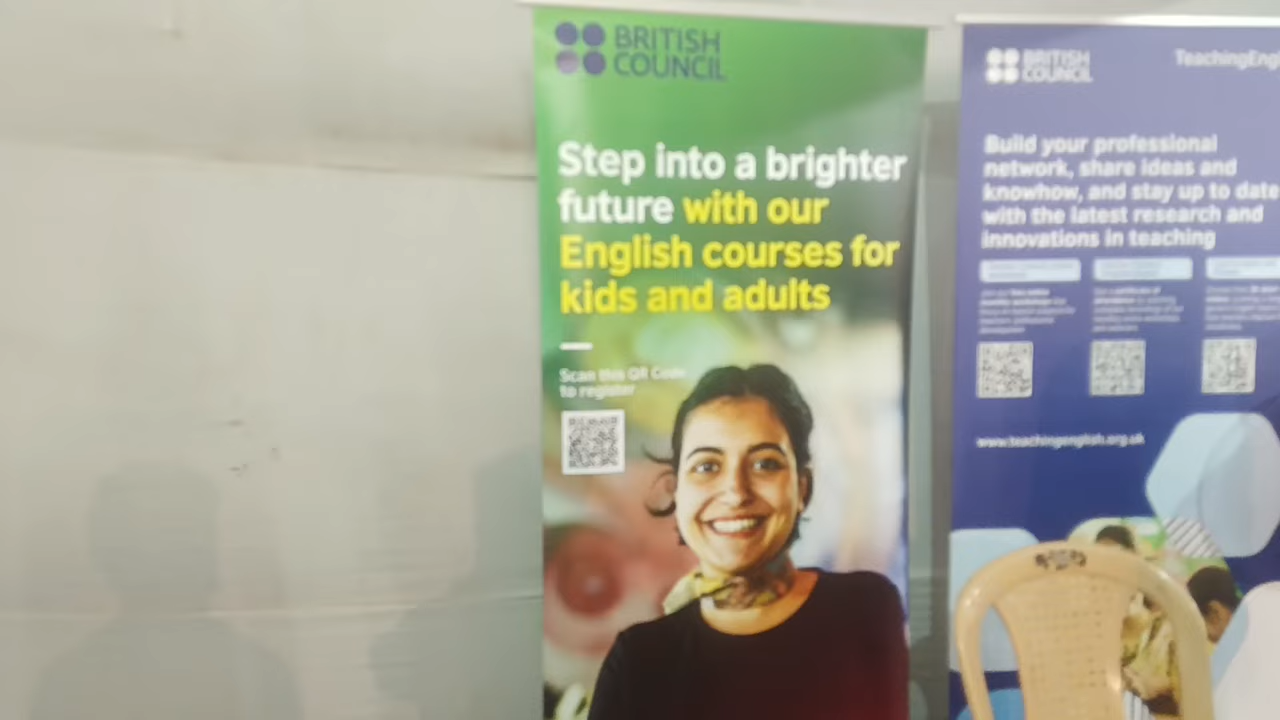 BRITISH
COUNCIL
Step into a brighter
future with our
English courses for
kids and adults
Scan this QR Code
to register
BRITISH
COUNCIL
Build your professional
network, share ideas and
knowhow, and stay up to date
with the latest research and
innovations in teaching
www.teachingenglish.org.uk